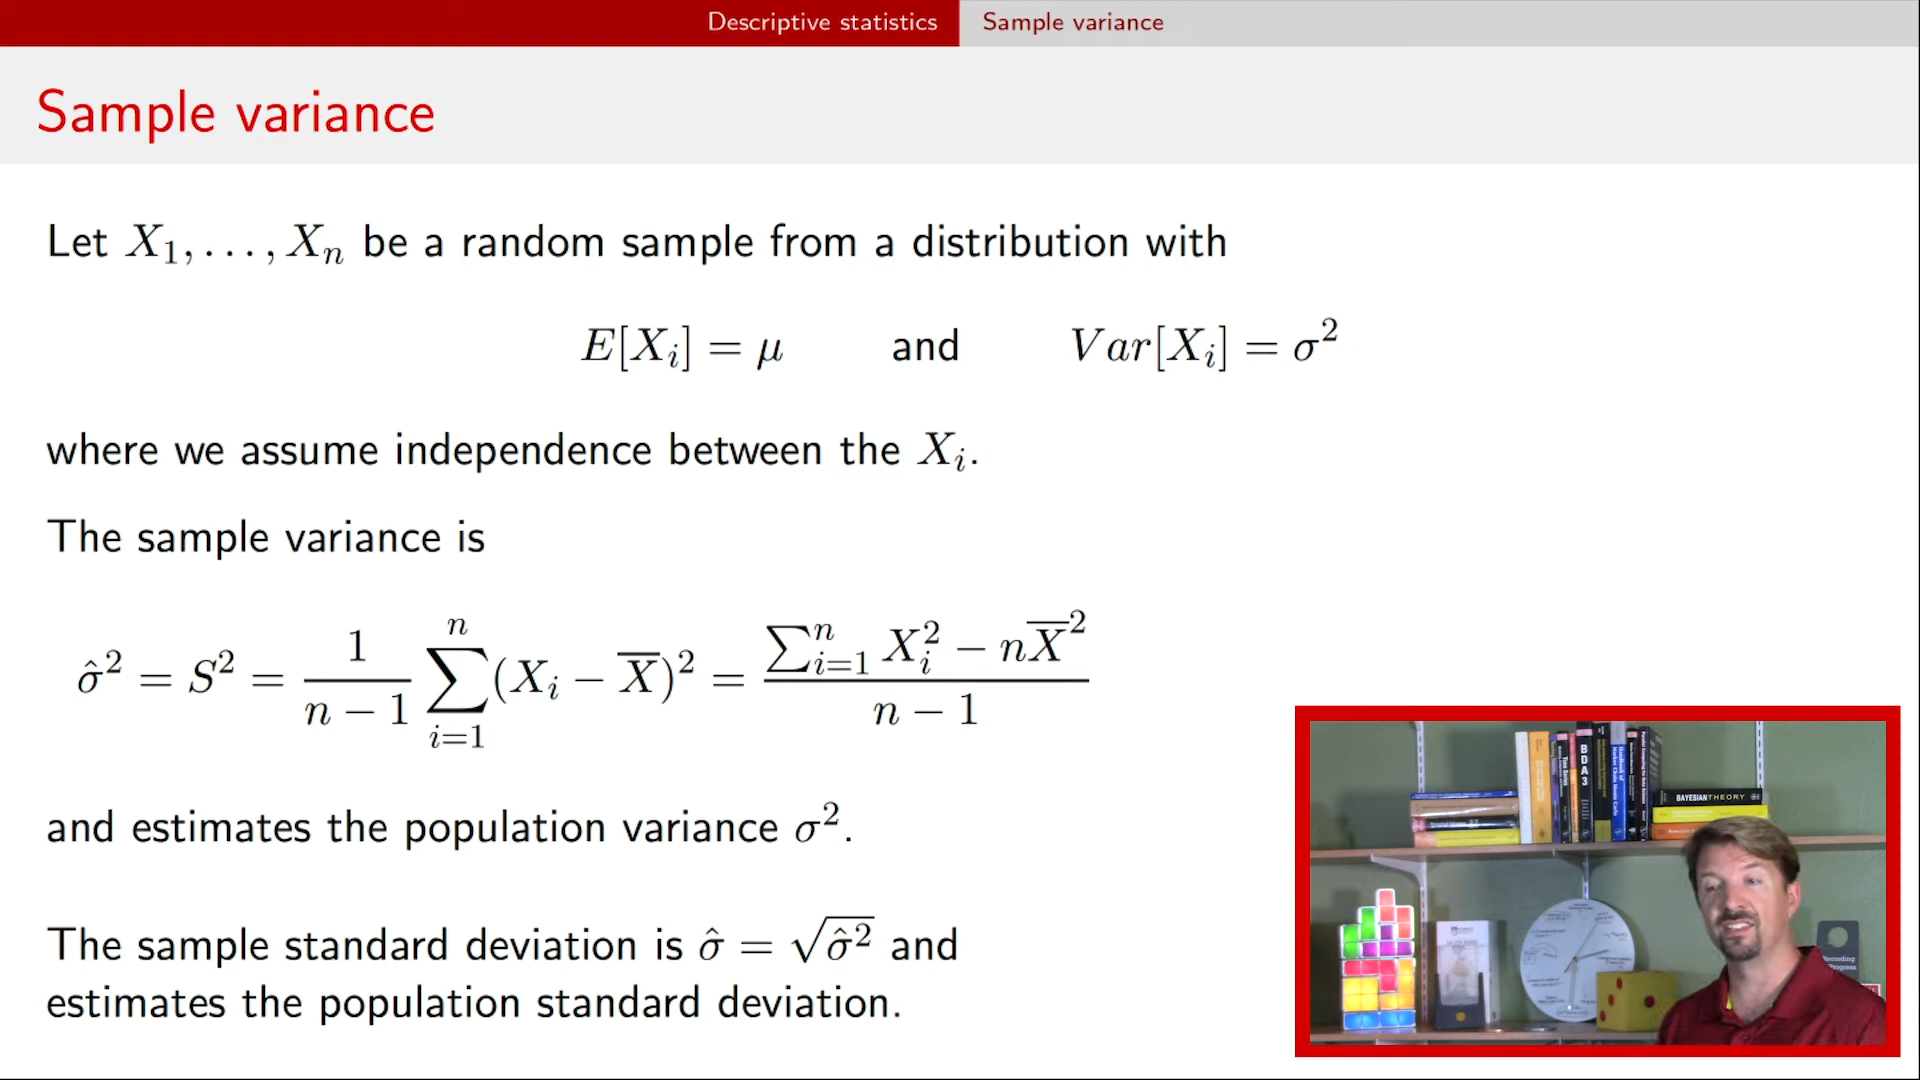 Descriptive statistics
Sample variance
Sample variance
Let X₁, . . . , Xₙ be a random sample from a distribution with
E[Xᵢ] = μ and Var[Xᵢ] = σ²
where we assume independence between the Xᵢ.
The sample variance is
σ̂² = S² = 1/(n − 1) ∑ᵢ₌₁ⁿ (Xᵢ − X̅)² = (∑ᵢ₌₁ⁿ Xᵢ² − nX̅²)/(n − 1)
and estimates the population variance σ².
The sample standard deviation is σ̂ = √σ̂² and
estimates the population standard deviation.
Time Series
BDA3
BAYESIAN THEORY
Recording